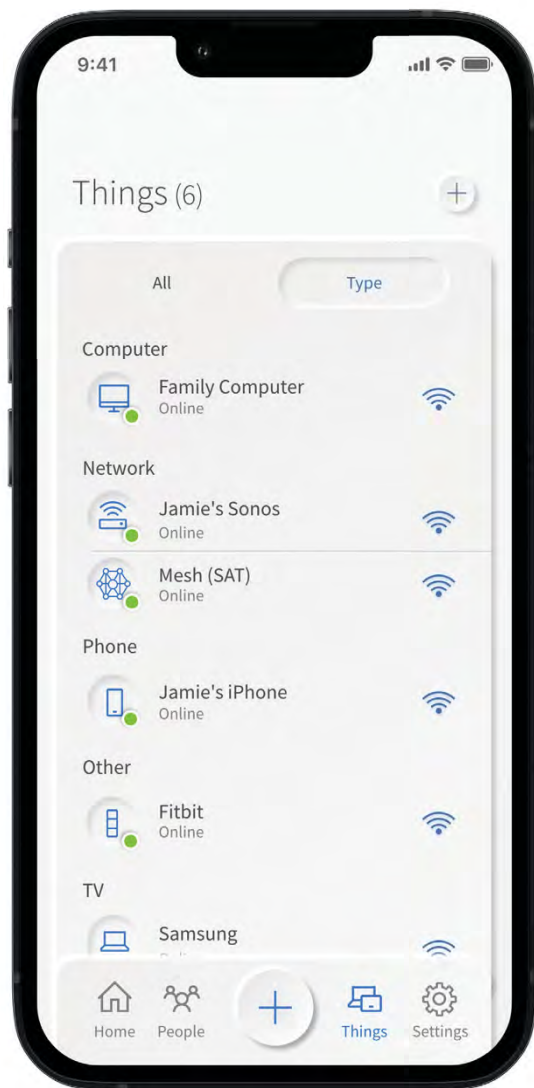 9:41
Things (6)
All
Type
Computer
Family Computer
Online
Network
Jamie's Sonos
Online
Mesh (SAT)
Online
Phone
Jamie's iPhone
Online
Other
Fitbit
Online
TV
Samsung
Home
People
Things
Settings